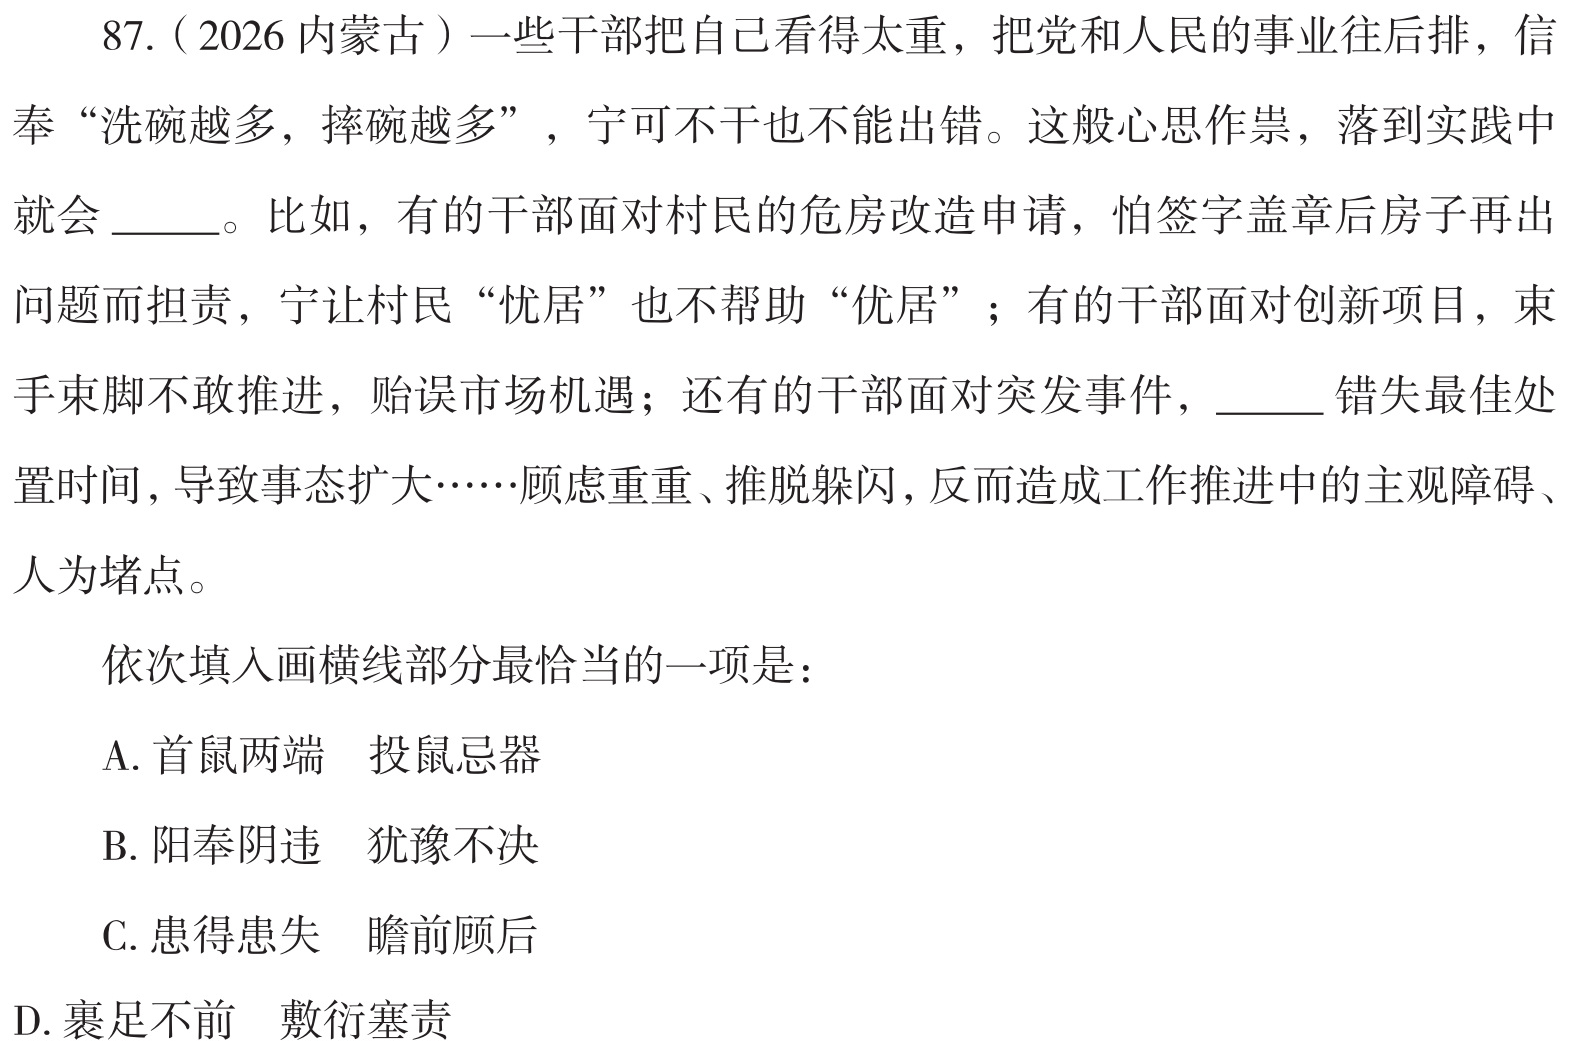 87.（2026 内蒙古）一些干部把自己看得太重，把党和人民的事业往后排，信
奉“洗碗越多，摔碗越多”，宁可不干也不能出错。这般心思作祟，落到实践中
就会 _____。比如，有的干部面对村民的危房改造申请，怕签字盖章后房子再出
问题而担责，宁让村民“忧居”也不帮助“优居”；有的干部面对创新项目，束
手束脚不敢推进，贻误市场机遇；还有的干部面对突发事件，_____ 错失最佳处
置时间，导致事态扩大……顾虑重重、推脱躲闪，反而造成工作推进中的主观障碍、
人为堵点。
依次填入画横线部分最恰当的一项是：
A. 首鼠两端　投鼠忌器
B. 阳奉阴违　犹豫不决
C. 患得患失　瞻前顾后
D. 裹足不前　敷衍塞责